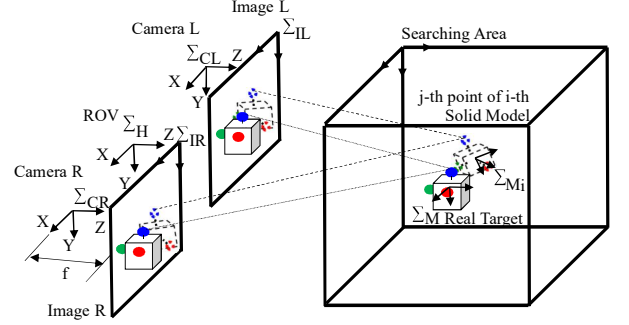 Image L
Σ_IL
Camera L
Σ_CL
Z
X
Y
Searching Area
j-th point of i-th
Solid Model
ROV
Σ_H
Z
Σ_IR
X
Y
Camera R
Σ_CR
X
Z
Y
f
Image R
Σ_Mi
Σ_M Real Target